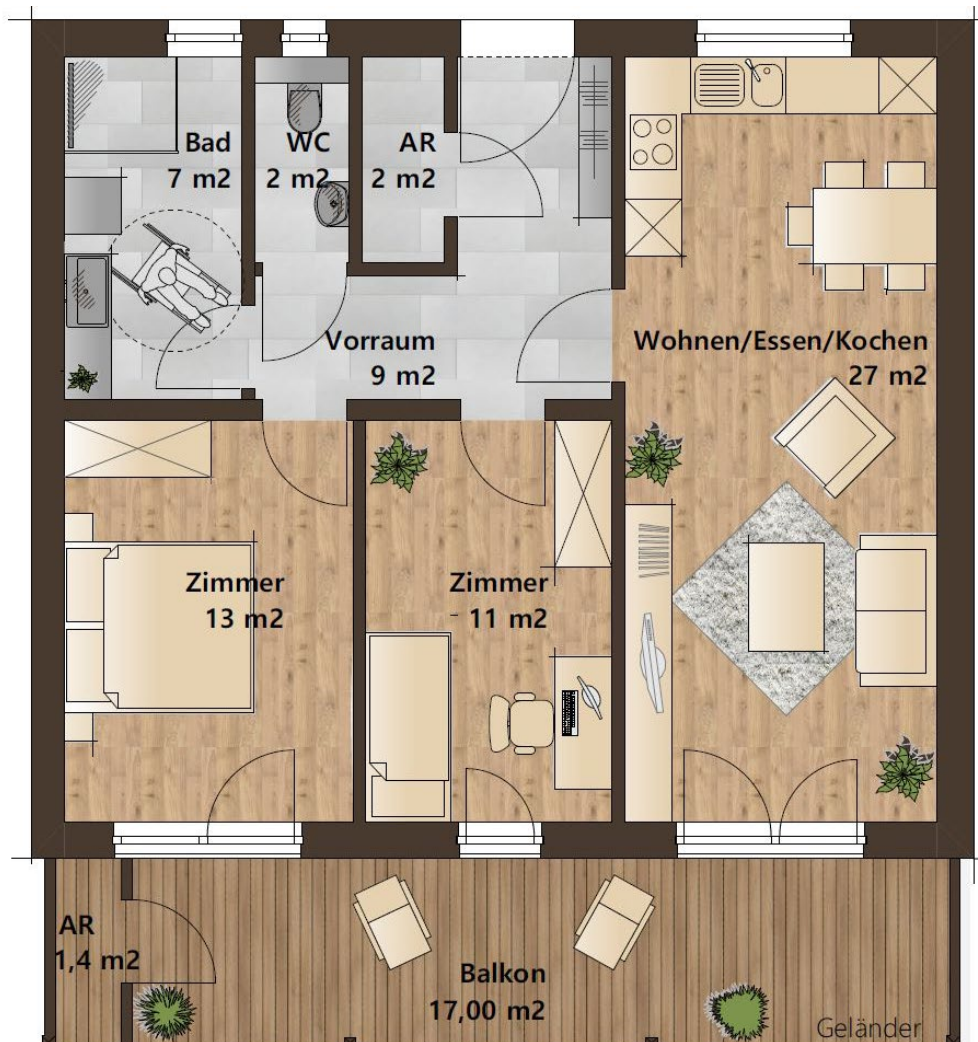 Bad
7 m2
WC
2 m2
AR
2 m2
Vorraum
9 m2
Wohnen/Essen/Kochen
27 m2
Zimmer
13 m2
Zimmer
11 m2
AR
1,4 m2
Balkon
17,00 m2
Geländer